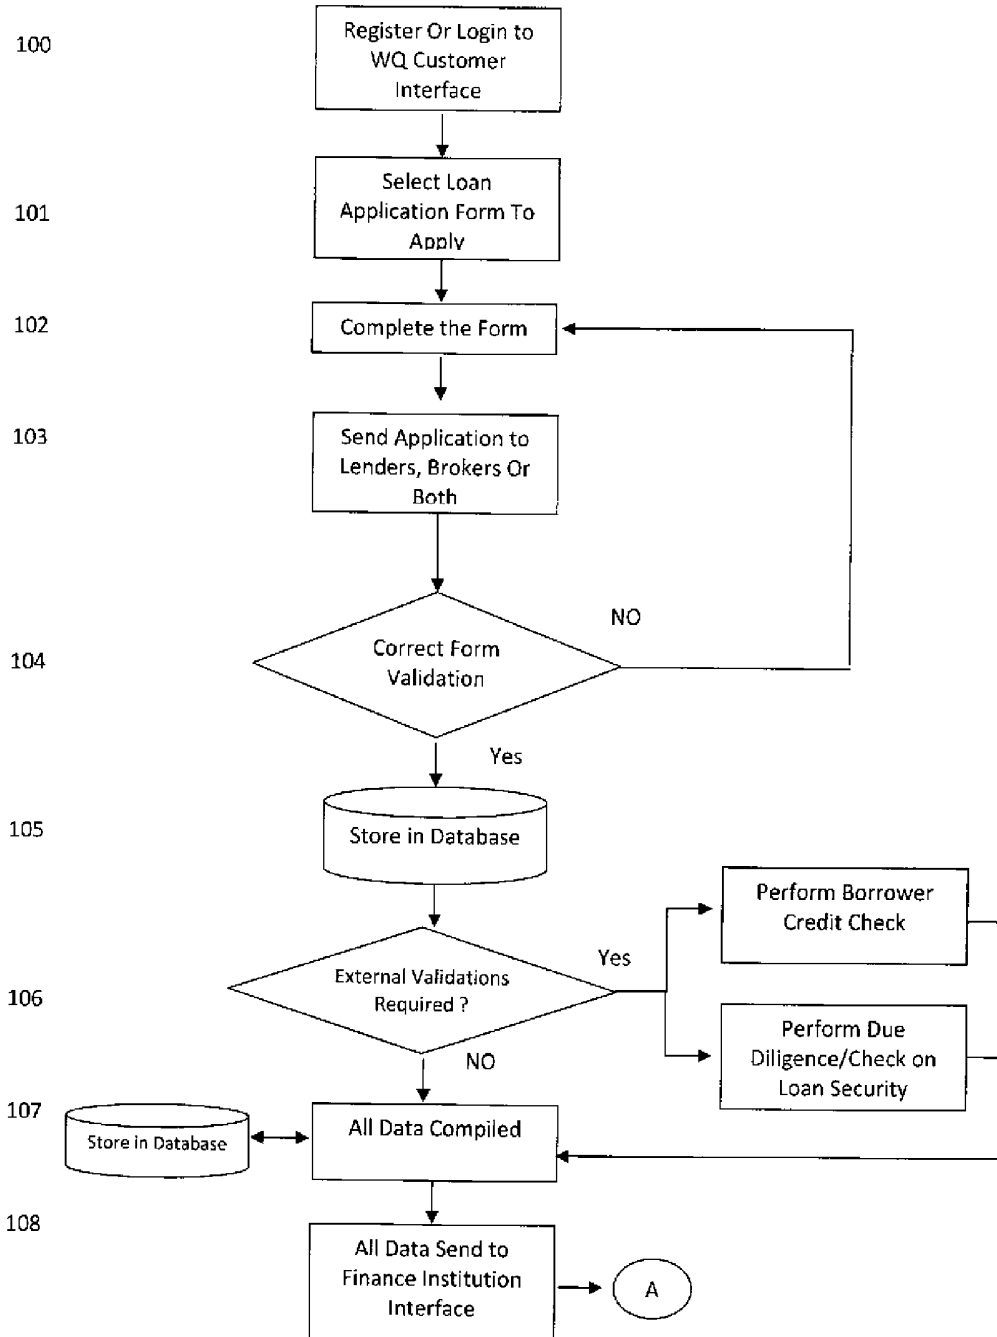 100
Register Or Login to
WQ Customer
Interface
101
Select Loan
Application Form To
Apply
102
Complete the Form
103
Send Application to
Lenders, Brokers Or
Both
104
Correct Form
Validation
NO
Yes
105
Store in Database
Perform Borrower
Credit Check
106
External Validations
Required ?
Yes
NO
Perform Due
Diligence/Check on
Loan Security
107
Store in Database
All Data Compiled
108
All Data Send to
Finance Institution
Interface
A